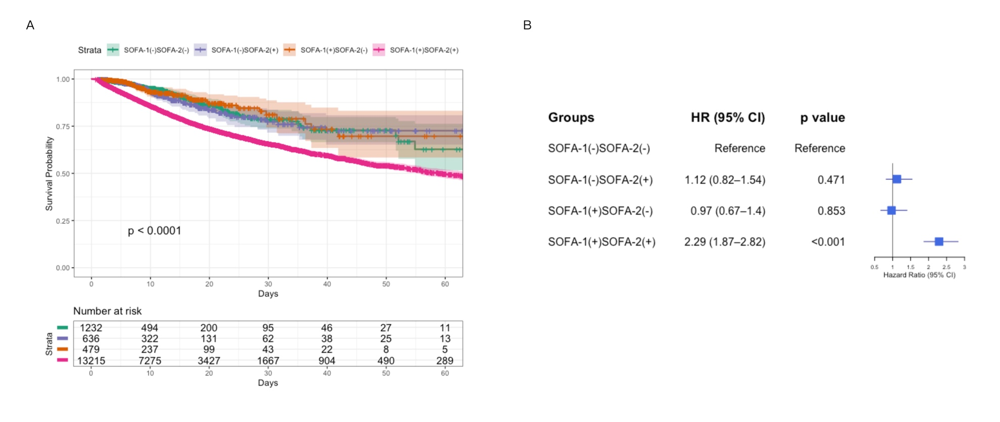 A
Strata SOFA-1(-)SOFA-2(-) SOFA-1(-)SOFA-2(+) SOFA-1(+)SOFA-2(-) SOFA-1(+)SOFA-2(+)
Survival Probability
1.00
0.75
0.50
0.25
0.00
p < 0.0001
0 10 20 30 40 50 60
Days
Number at risk
Strata
1232 494 200 95 46 27 11
636 322 131 62 38 25 13
479 237 99 43 22 8 5
13215 7275 3427 1667 904 490 289
0 10 20 30 40 50 60
Days
B
Groups HR (95% CI) p value
SOFA-1(-)SOFA-2(-) Reference Reference
SOFA-1(-)SOFA-2(+) 1.12 (0.82–1.54) 0.471
SOFA-1(+)SOFA-2(-) 0.97 (0.67–1.4) 0.853
SOFA-1(+)SOFA-2(+) 2.29 (1.87–2.82) <0.001
0.5 1 1.5 2 2.5 3
Hazard Ratio (95% CI)